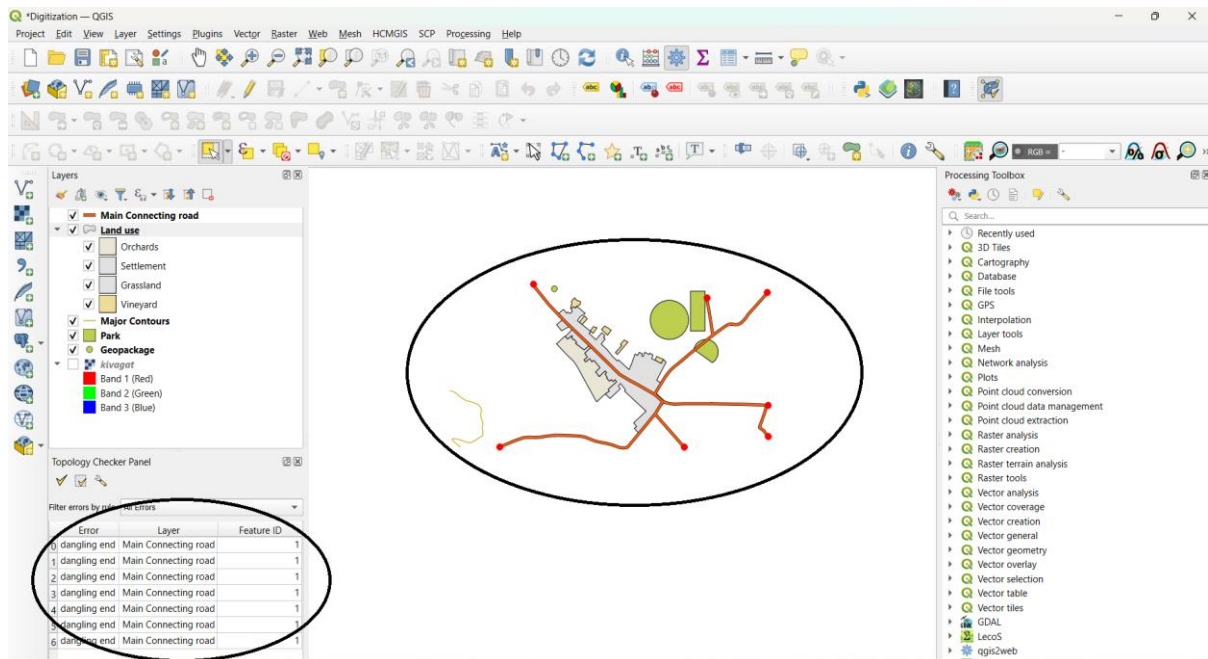 *Digitization — QGIS
Project Edit View Layer Settings Plugins Vector Raster Web Mesh HCMGIS SCP Processing Help
RGB =
Layers
Main Connecting road
Land use
Orchards
Settlement
Grassland
Vineyard
Major Contours
Park
Geopackage
kivagat
Band 1 (Red)
Band 2 (Green)
Band 3 (Blue)
Topology Checker Panel
Filter errors by rule All Errors
Error Layer Feature ID
0 dangling end Main Connecting road 1
1 dangling end Main Connecting road 1
2 dangling end Main Connecting road 1
3 dangling end Main Connecting road 1
4 dangling end Main Connecting road 1
5 dangling end Main Connecting road 1
6 dangling end Main Connecting road 1
Processing Toolbox
Search...
Recently used
3D Tiles
Cartography
Database
File tools
GPS
Interpolation
Layer tools
Mesh
Network analysis
Plots
Point cloud conversion
Point cloud data management
Point cloud extraction
Raster analysis
Raster creation
Raster terrain analysis
Raster tools
Vector analysis
Vector coverage
Vector creation
Vector general
Vector geometry
Vector overlay
Vector selection
Vector table
Vector tiles
GDAL
LecoS
qgis2web